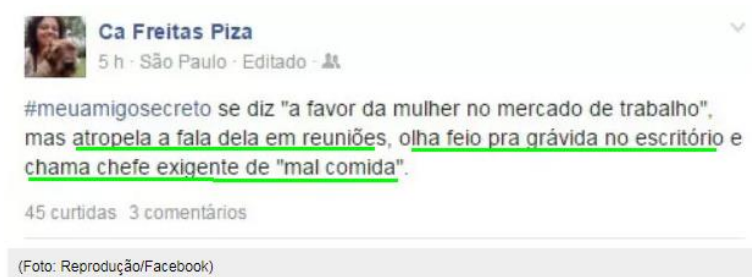 Ca Freitas Piza
5 h · São Paulo · Editado ·
#meuamigosecreto se diz "a favor da mulher no mercado de trabalho",
mas atropela a fala dela em reuniões, olha feio pra grávida no escritório e
chama chefe exigente de "mal comida".
45 curtidas 3 comentários
(Foto: Reprodução/Facebook)